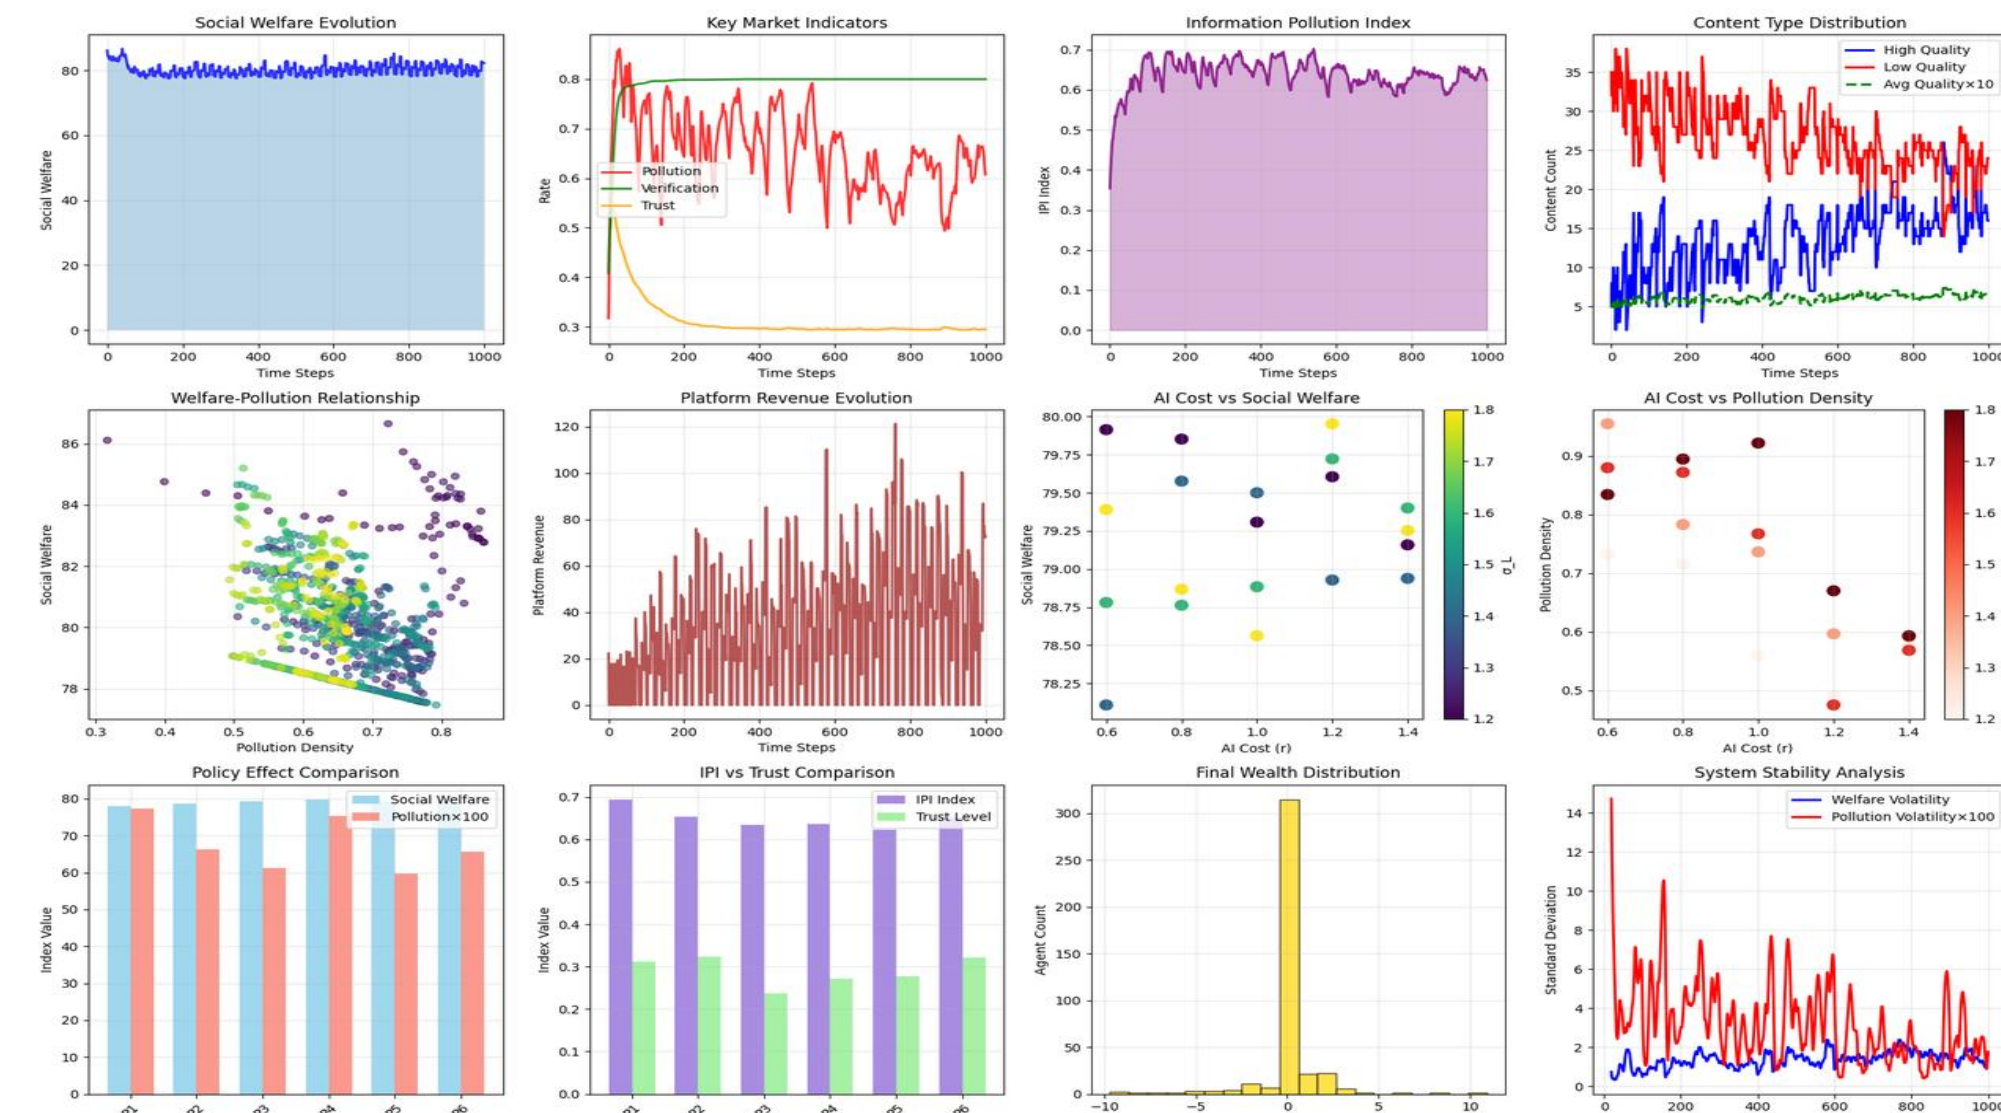 Social Welfare Evolution
Social Welfare
80
60
40
20
0
0 200 400 600 800 1000
Time Steps
Key Market Indicators
Rate
0.8
0.7
0.6
0.5
0.4
0.3
Pollution
Verification
Trust
0 200 400 600 800 1000
Time Steps
Information Pollution Index
IPI Index
0.7
0.6
0.5
0.4
0.3
0.2
0.1
0.0
0 200 400 600 800 1000
Time Steps
Content Type Distribution
Content Count
35
30
25
20
15
10
5
High Quality
Low Quality
Avg Quality×10
0 200 400 600 800 1000
Time Steps
Welfare-Pollution Relationship
Social Welfare
86
84
82
80
78
0.3 0.4 0.5 0.6 0.7 0.8
Pollution Density
Platform Revenue Evolution
Platform Revenue
120
100
80
60
40
20
0
0 200 400 600 800 1000
Time Steps
AI Cost vs Social Welfare
Social Welfare
80.00
79.75
79.50
79.25
79.00
78.75
78.50
78.25
0.6 0.8 1.0 1.2 1.4
AI Cost (r)
1.8
1.7
1.6
1.5
1.4
1.3
1.2
σ_L
AI Cost vs Pollution Density
Pollution Density
0.9
0.8
0.7
0.6
0.5
0.6 0.8 1.0 1.2 1.4
AI Cost (r)
1.8
1.7
1.6
1.5
1.4
1.3
1.2
Policy Effect Comparison
Index Value
80
70
60
50
40
30
20
10
0
Social Welfare
Pollution×100
IPI vs Trust Comparison
Index Value
0.7
0.6
0.5
0.4
0.3
0.2
0.1
0.0
IPI Index
Trust Level
Final Wealth Distribution
Agent Count
300
250
200
150
100
50
0
−10 −5 0 5 10
System Stability Analysis
Standard Deviation
14
12
10
8
6
4
2
0
Welfare Volatility
Pollution Volatility×100
0 200 400 600 800 1000